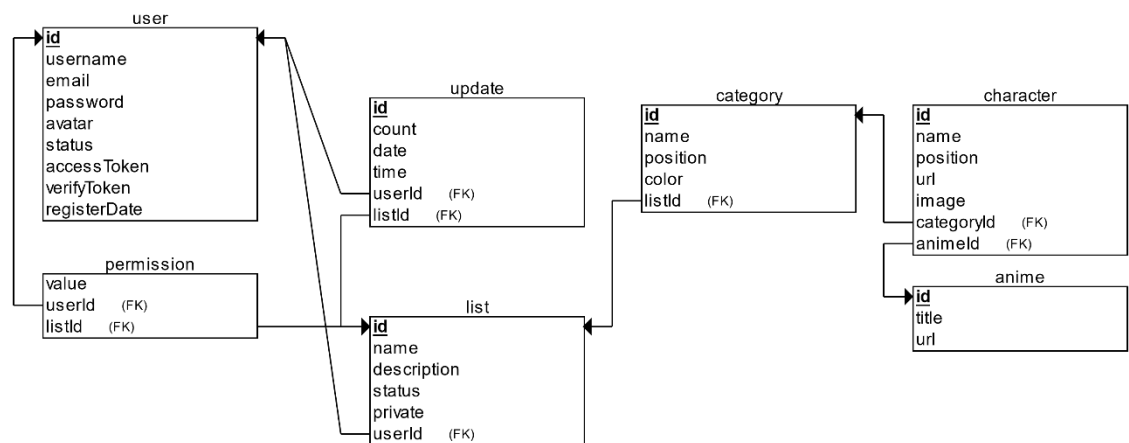 user
id
username
email
password
avatar
status
accessToken
verifyToken
registerDate
update
id
count
date
time
userId (FK)
listId (FK)
category
id
name
position
color
listId (FK)
character
id
name
position
url
image
categoryId (FK)
animeId (FK)
permission
value
userId (FK)
listId (FK)
list
id
name
description
status
private
userId (FK)
anime
id
title
url